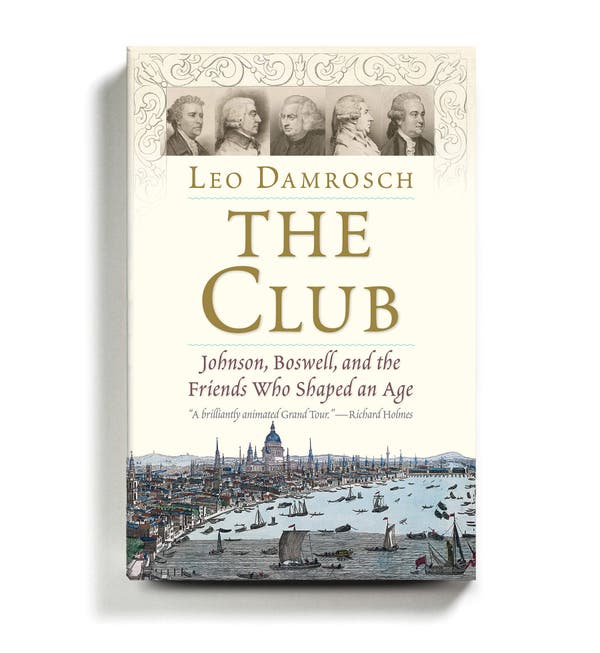 LEO DAMROSCH
THE
CLUB
Johnson, Boswell, and the
Friends Who Shaped an Age
“A brilliantly animated Grand Tour.”—Richard Holmes